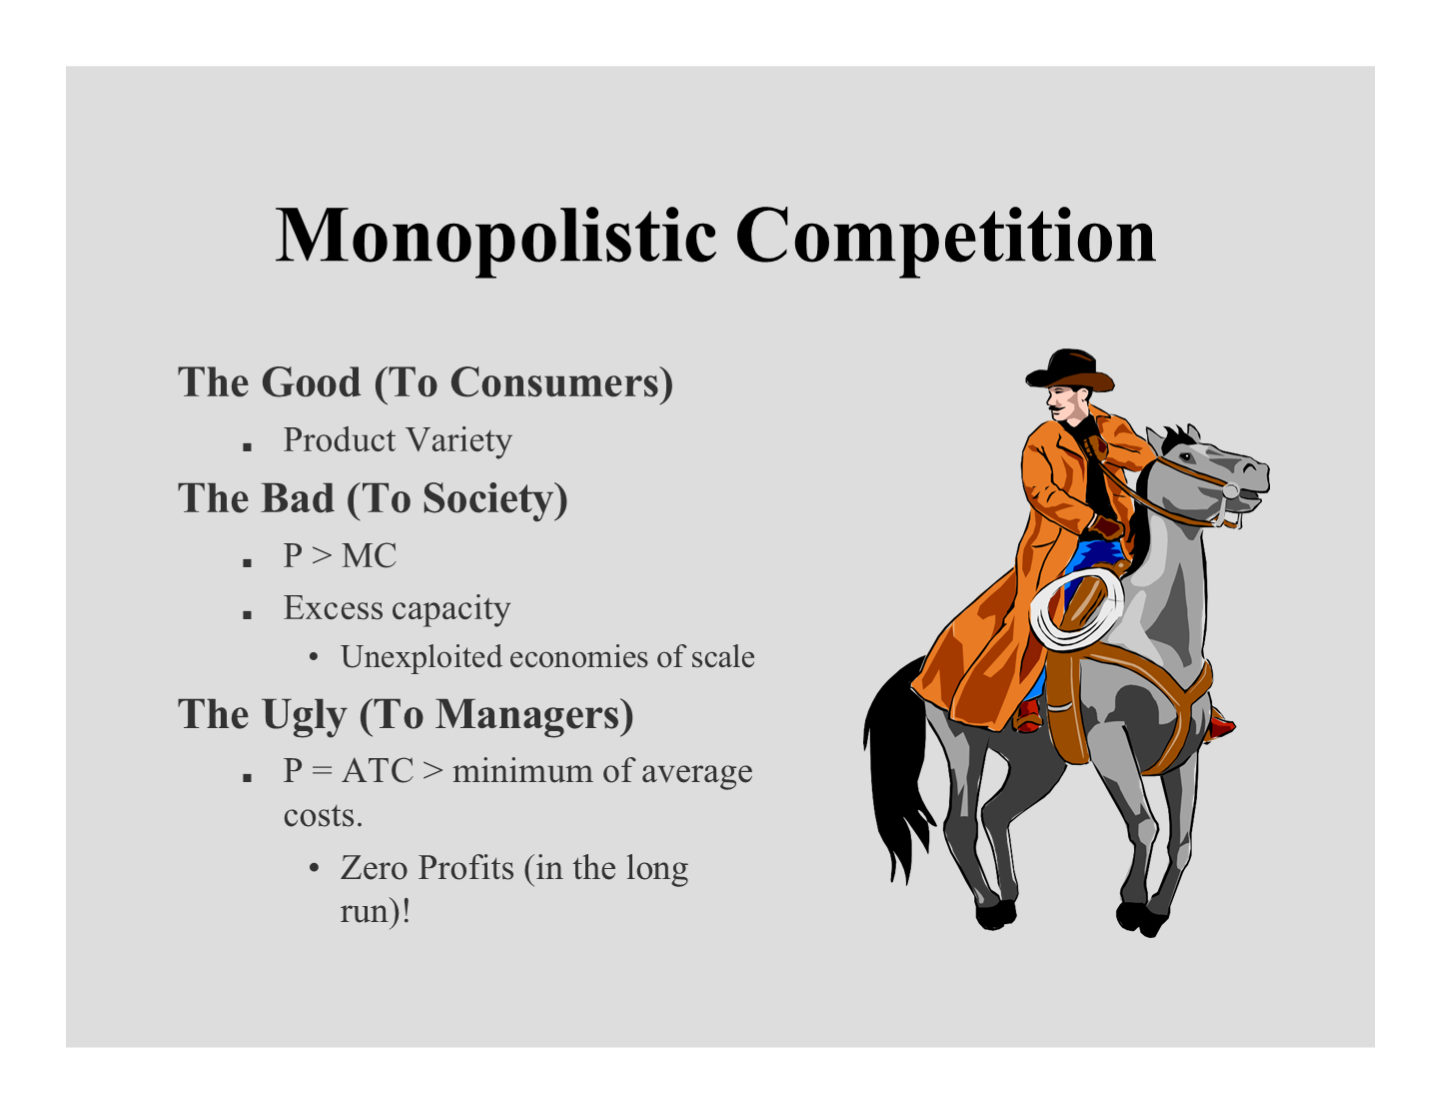 Monopolistic Competition
The Good (To Consumers)
▪ Product Variety
The Bad (To Society)
▪ P > MC
▪ Excess capacity
• Unexploited economies of scale
The Ugly (To Managers)
▪ P = ATC > minimum of average
costs.
• Zero Profits (in the long
run)!